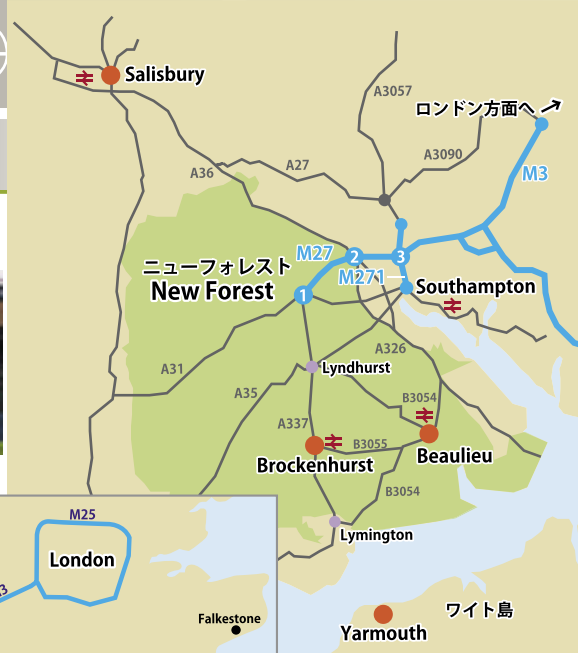 Salisbury
A3057
ロンドン方面へ
A3090
M3
A36
A27
M27
2
3
ニューフォレスト
New Forest
M271
1
Southampton
A326
A31
Lyndhurst
A35
B3054
A337
B3055
Beaulieu
Brockenhurst
B3054
M25
Lymington
London
Falkestone
ワイト島
Yarmouth